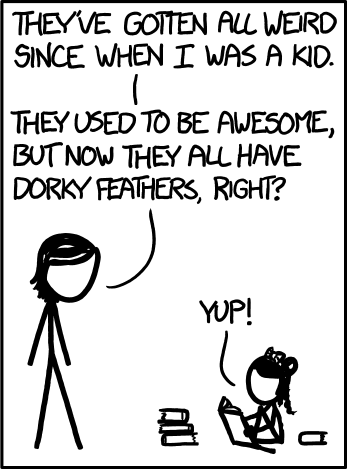 THEY'VE GOTTEN ALL WEIRD
SINCE WHEN I WAS A KID.
THEY USED TO BE AWESOME,
BUT NOW THEY ALL HAVE
DORKY FEATHERS, RIGHT?
YUP!